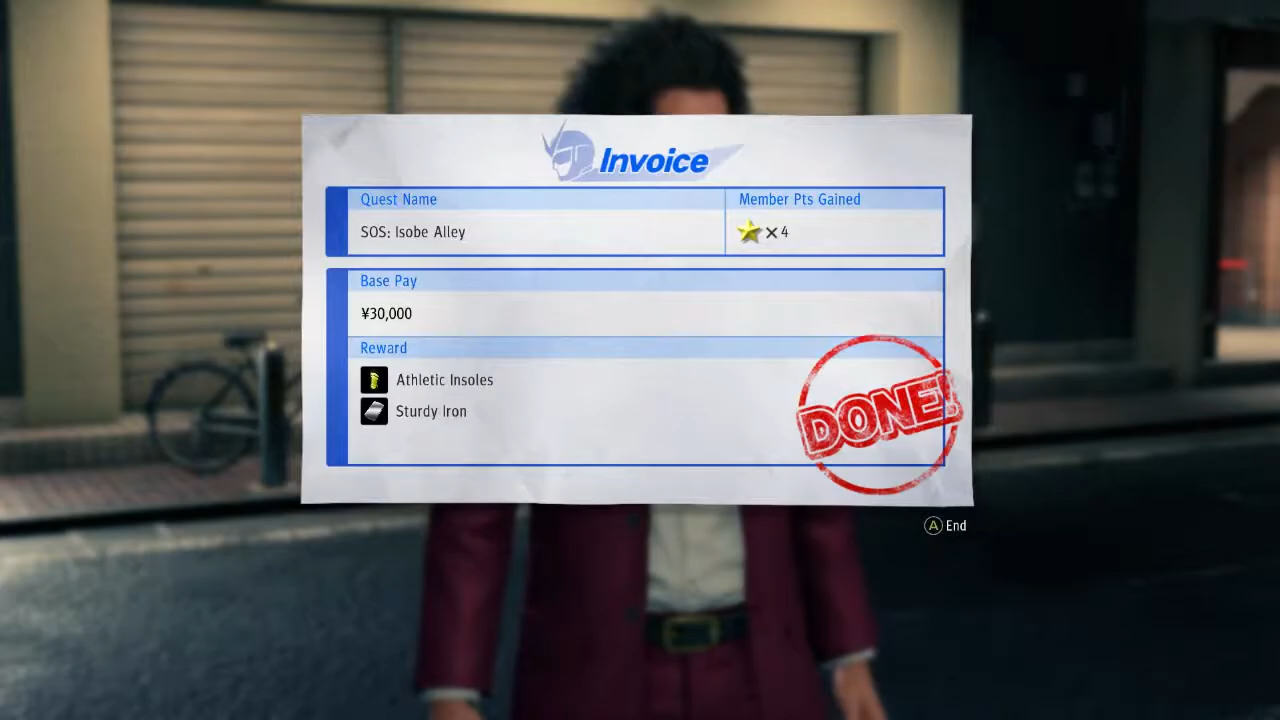 Invoice
Quest Name
Member Pts Gained
SOS: Isobe Alley
×4
Base Pay
¥30,000
Reward
Athletic Insoles
Sturdy Iron
DONE!
A End